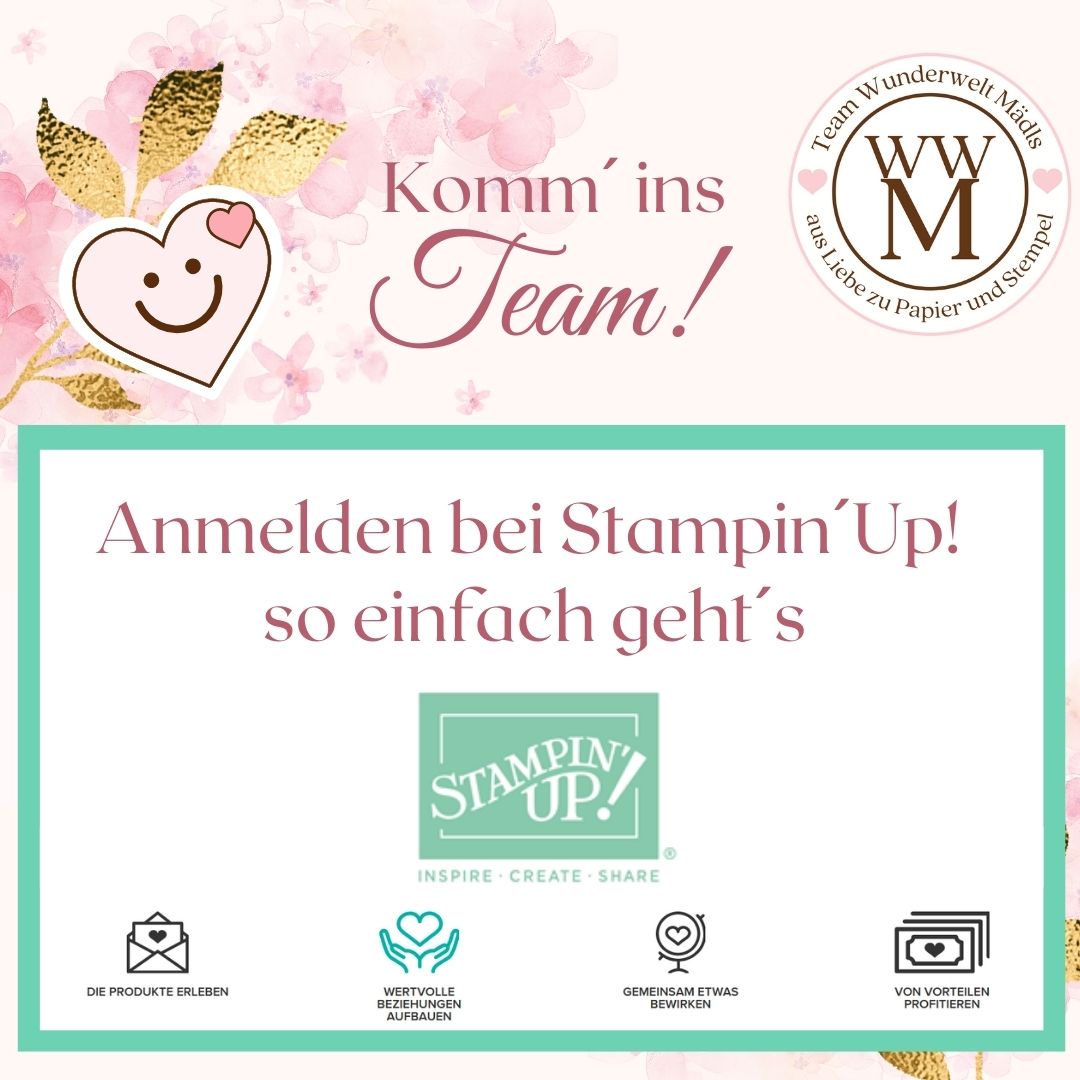 Komm´ ins
Team!
Team Wunderwelt Mädls
WW
M
aus Liebe zu Papier und Stempel
Anmelden bei Stampin´Up!
so einfach geht´s
STAMPIN'
UP!
®
INSPIRE · CREATE · SHARE
DIE PRODUKTE ERLEBEN
WERTVOLLE
BEZIEHUNGEN
AUFBAUEN
GEMEINSAM ETWAS
BEWIRKEN
VON VORTEILEN
PROFITIEREN